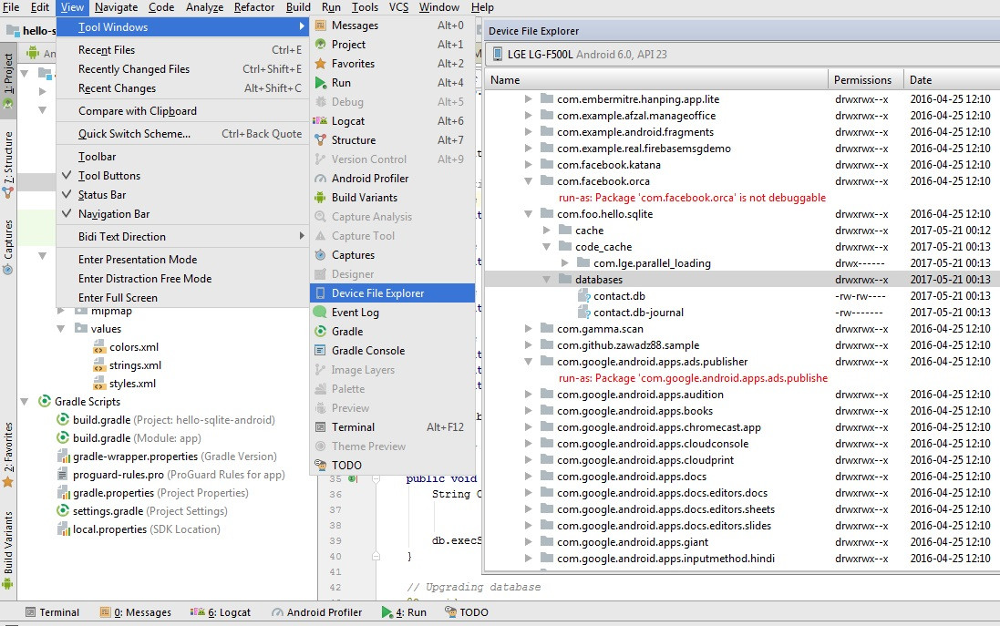 File Edit View Navigate Code Analyze Refactor Build Run Tools VCS Window Help
hello-s
An
1: Project
7: Structure
Captures
2: Favorites
Build Variants
Tool Windows
Recent Files Ctrl+E
Recently Changed Files Ctrl+Shift+E
Recent Changes Alt+Shift+C
Compare with Clipboard
Quick Switch Scheme... Ctrl+Back Quote
Toolbar
Tool Buttons
Status Bar
Navigation Bar
Bidi Text Direction
Enter Presentation Mode
Enter Distraction Free Mode
Enter Full Screen
Messages Alt+0
Project Alt+1
Favorites Alt+2
Run Alt+4
Debug Alt+5
Logcat Alt+6
Structure Alt+7
Version Control Alt+9
Android Profiler
Build Variants
Capture Analysis
Capture Tool
Captures
Designer
Device File Explorer
Event Log
Gradle
Gradle Console
Image Layers
Palette
Preview
Terminal Alt+F12
Theme Preview
TODO
mipmap
values
colors.xml
strings.xml
styles.xml
Gradle Scripts
build.gradle (Project: hello-sqlite-android)
build.gradle (Module: app)
gradle-wrapper.properties (Gradle Version)
proguard-rules.pro (ProGuard Rules for app)
gradle.properties (Project Properties)
settings.gradle (Project Settings)
local.properties (SDK Location)
35 public void
36 String C
37
38
39 db.execS
40 }
41
42 // Upgrading database
Device File Explorer
LGE LG-F500L Android 6.0, API 23
Name Permissions Date
com.embermitre.hanping.app.lite drwxrwx--x 2016-04-25 12:10
com.example.afzal.manageoffice drwxrwx--x 2016-04-25 12:10
com.example.android.fragments drwxrwx--x 2016-04-25 12:10
com.example.real.firebasemsgdemo drwxrwx--x 2016-04-25 12:10
com.facebook.katana drwxrwx--x 2016-04-25 12:10
com.facebook.orca drwxrwx--x 2016-04-25 12:10
run-as: Package 'com.facebook.orca' is not debuggable
com.foo.hello.sqlite drwxrwx--x 2016-04-25 12:10
cache drwxrwx--x 2017-05-21 00:12
code_cache drwxrwx--x 2017-05-21 00:13
com.lge.parallel_loading drwx------ 2017-05-21 00:13
databases drwxrwx--x 2017-05-21 00:13
contact.db -rw-rw---- 2017-05-21 00:13
contact.db-journal -rw------- 2017-05-21 00:13
com.gamma.scan drwxrwx--x 2016-04-25 12:10
com.github.zawadz88.sample drwxrwx--x 2016-04-25 12:10
com.google.android.apps.ads.publisher drwxrwx--x 2016-04-25 12:10
run-as: Package 'com.google.android.apps.ads.publishe
com.google.android.apps.audition drwxrwx--x 2016-04-25 12:10
com.google.android.apps.books drwxrwx--x 2016-04-25 12:10
com.google.android.apps.chromecast.app drwxrwx--x 2016-04-25 12:10
com.google.android.apps.cloudconsole drwxrwx--x 2016-04-25 12:10
com.google.android.apps.cloudprint drwxrwx--x 2016-04-25 12:10
com.google.android.apps.docs drwxrwx--x 2016-04-25 12:10
com.google.android.apps.docs.editors.docs drwxrwx--x 2016-04-25 12:10
com.google.android.apps.docs.editors.sheets drwxrwx--x 2016-04-25 12:10
com.google.android.apps.docs.editors.slides drwxrwx--x 2016-04-25 12:10
com.google.android.apps.giant drwxrwx--x 2016-04-25 12:10
com.google.android.apps.inputmethod.hindi drwxrwx--x 2016-04-25 12:10
Terminal 0: Messages 6: Logcat Android Profiler 4: Run TODO